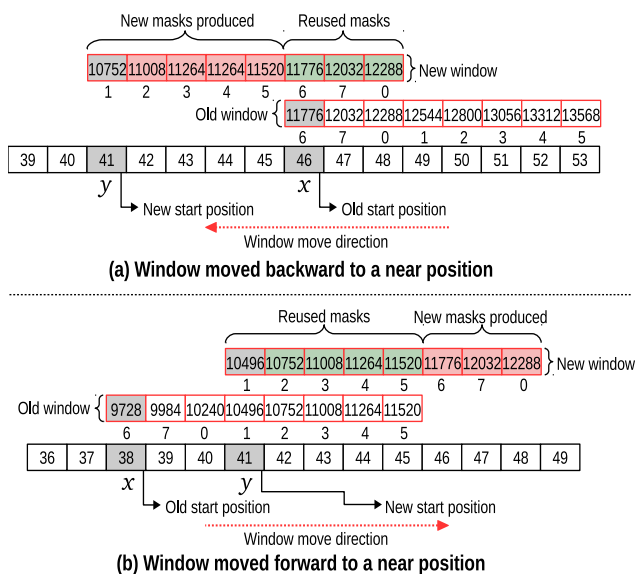 New masks produced Reused masks
10752 11008 11264 11264 11520 11776 12032 12288 New window
1 2 3 4 5 6 7 0
Old window 11776 12032 12288 12544 12800 13056 13312 13568
6 7 0 1 2 3 4 5
39 40 41 42 43 44 45 46 47 48 49 50 51 52 53
y x
New start position Old start position
Window move direction
(a) Window moved backward to a near position
Reused masks New masks produced
10496 10752 11008 11264 11520 11776 12032 12288 New window
1 2 3 4 5 6 7 0
Old window 9728 9984 10240 10496 10752 11008 11264 11520
6 7 0 1 2 3 4 5
36 37 38 39 40 41 42 43 44 45 46 47 48 49
x y
Old start position New start position
Window move direction
(b) Window moved forward to a near position